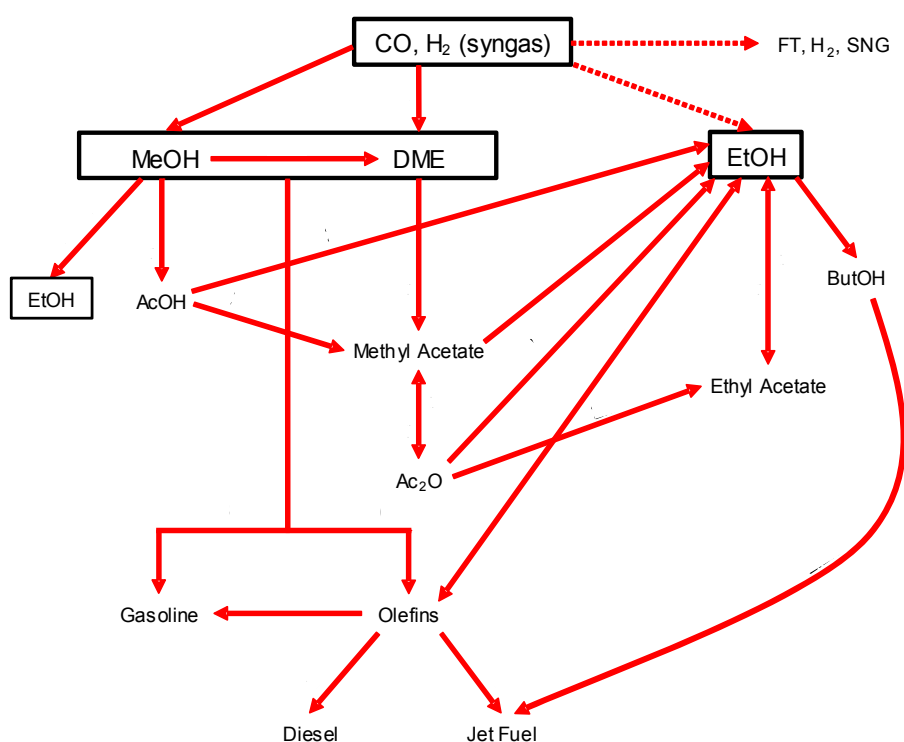 CO, H₂ (syngas)
FT, H₂, SNG
MeOH
DME
EtOH
EtOH
AcOH
ButOH
Methyl Acetate
Ethyl Acetate
Ac₂O
Gasoline
Olefins
Diesel
Jet Fuel